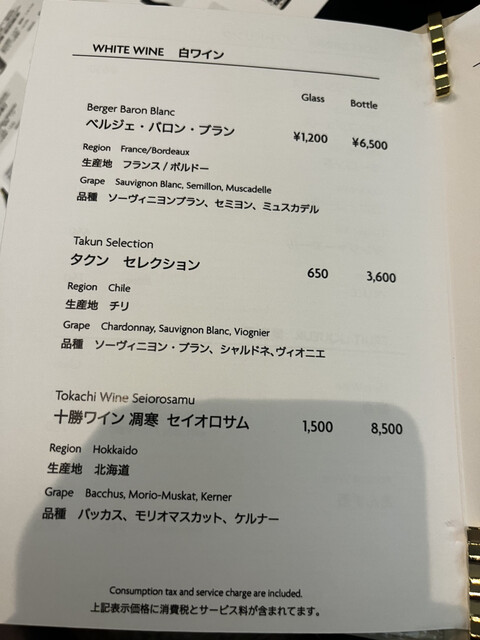 WHITE WINE 白ワイン
Glass Bottle
Berger Baron Blanc
ベルジェ・バロン・ブラン ¥1,200 ¥6,500
Region France/Bordeaux
生産地 フランス / ボルドー
Grape Sauvignon Blanc, Semillon, Muscadelle
品種 ソーヴィニヨンブラン、セミヨン、ミュスカデル
Takun Selection
タクン セレクション 650 3,600
Region Chile
生産地 チリ
Grape Chardonnay, Sauvignon Blanc, Viognier
品種 ソーヴィニヨン・ブラン、シャルドネ、ヴィオニエ
Tokachi Wine Seiorosamu
十勝ワイン 凋寒 セイオロサム 1,500 8,500
Region Hokkaido
生産地 北海道
Grape Bacchus, Morio-Muskat, Kerner
品種 バッカス、モリオマスカット、ケルナー
Consumption tax and service charge are included.
上記表示価格に消費税とサービス料が含まれてます。